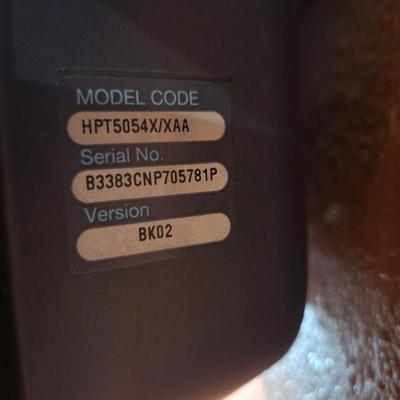 MODEL CODE
HPT5054X/XAA
Serial No.
B3383CNP705781P
Version
BK02